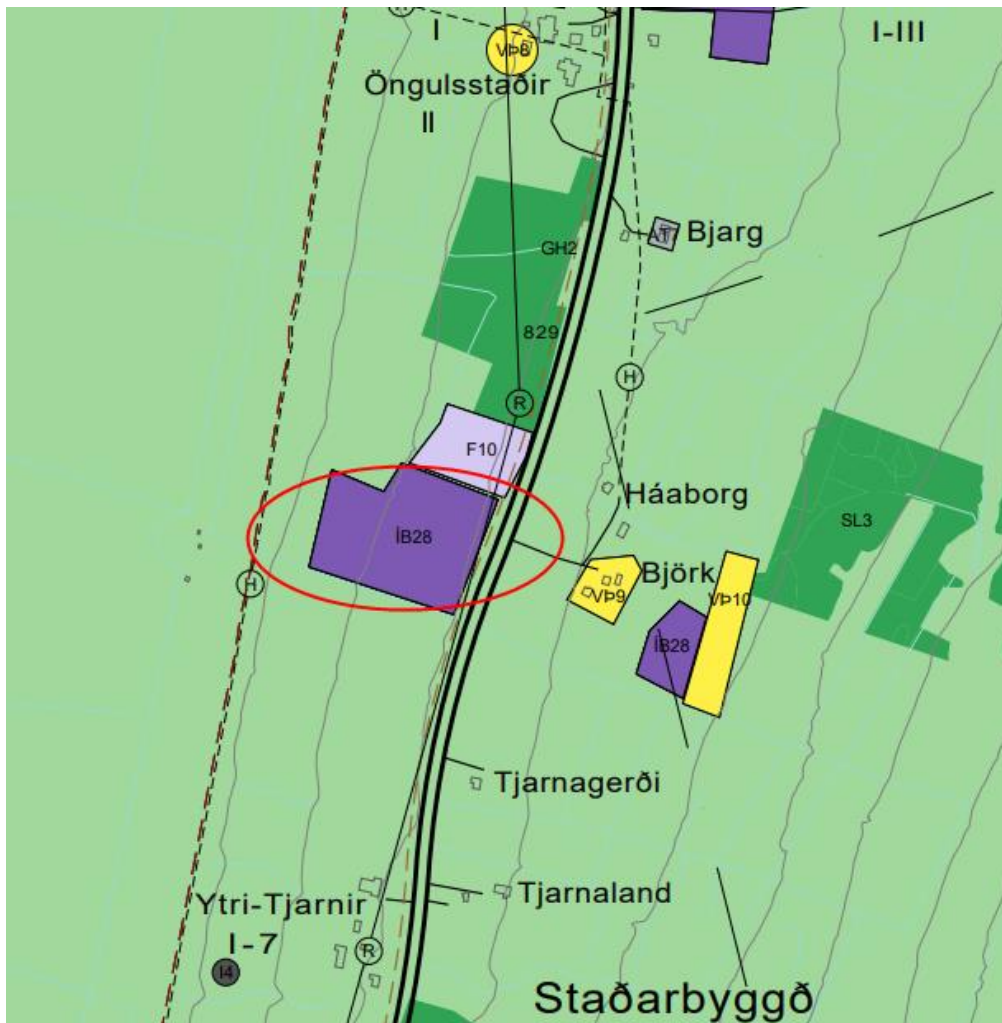 I
I-III
VÞ8
Öngulsstaðir
II
GH2
AT7
Bjarg
829
H
R
F10
Háaborg
SL3
ÍB28
H
Björk
VÞ9
VÞ10
ÍB28
Tjarnagerði
Tjarnaland
Ytri-Tjarnir
I-7
R
I4
Staðarbyggð